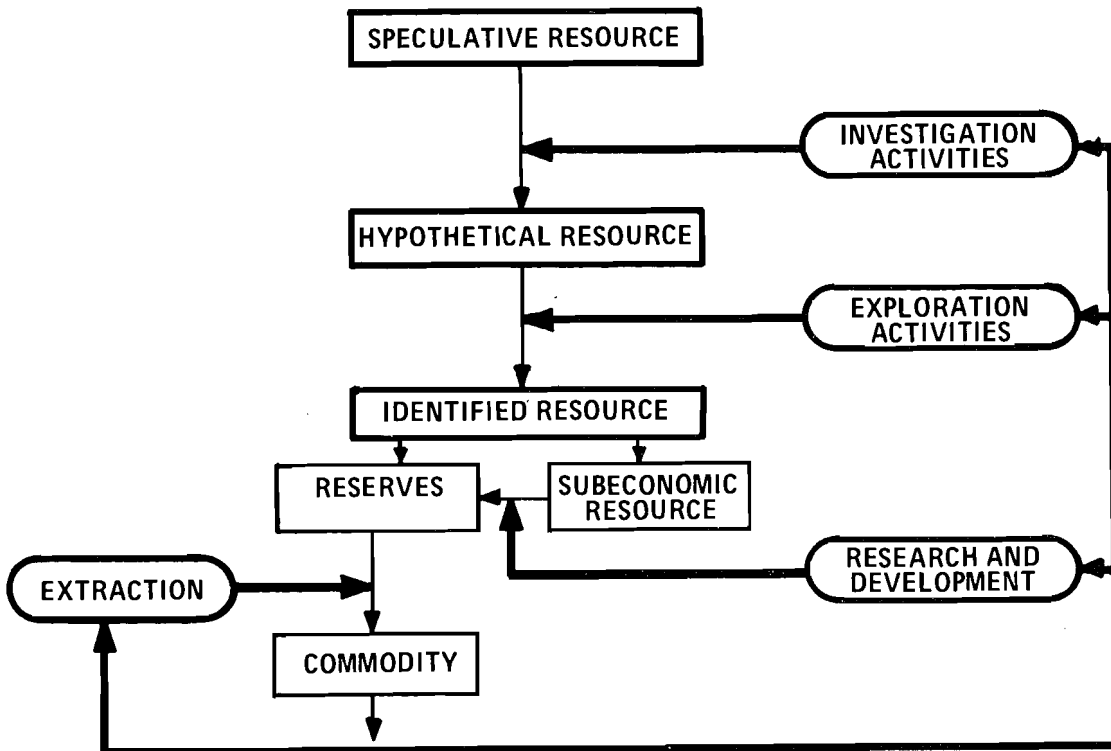 SPECULATIVE RESOURCE
INVESTIGATION
ACTIVITIES
HYPOTHETICAL RESOURCE
EXPLORATION
ACTIVITIES
IDENTIFIED RESOURCE
RESERVES
SUBECONOMIC
RESOURCE
RESEARCH AND
DEVELOPMENT
EXTRACTION
COMMODITY